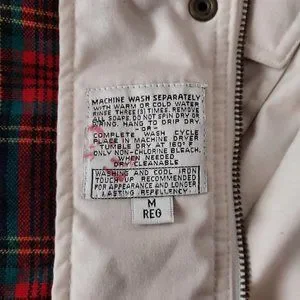 MACHINE WASH SEPARATELY
WITH WARM OR COLD WATER
RINSE THREE (3) TIMES. REMOVE
ALL SOAPS. DO NOT SPIN DRY OR
WRING. HANG TO DRIP DRY
-OR-
COMPLETE WASH CYCLE
PLACE IN MACHINE DRYER
TUMBLE DRY AT 160° F
ONLY NON-CHLORINE BLEACH,
WHEN NEEDED
DRY CLEANABLE
WASHING AND COOL IRON
TOUCH-UP RECOMMENDED
FOR APPEARANCE AND LONGER
LASTING REPELLENCY.
M
REG